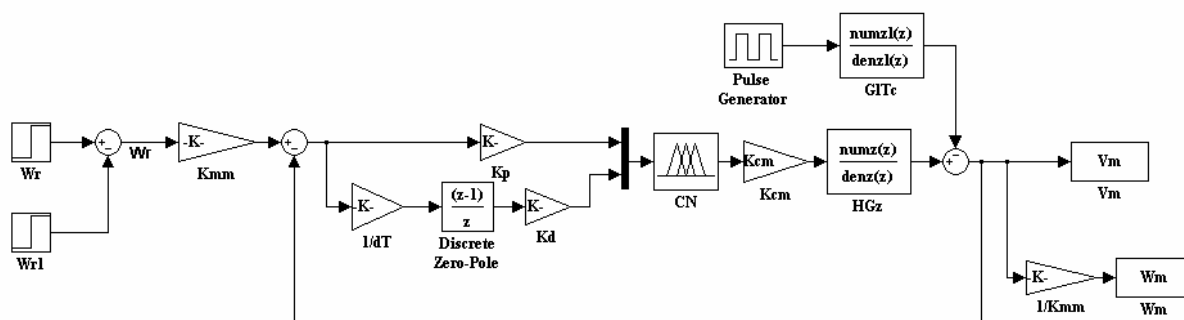 numzl(z)
denzl(z)
GlTc
Pulse
Generator
Wr
Wr
-K-
Kmm
K-
Kp
-K-
1/dT
(z-1)
z
Discrete
Zero-Pole
K-
Kd
CN
Kcm
Kcm
numz(z)
denz(z)
HGz
Vm
Vm
Wr1
-K-
1/Kmm
Wm
Wm